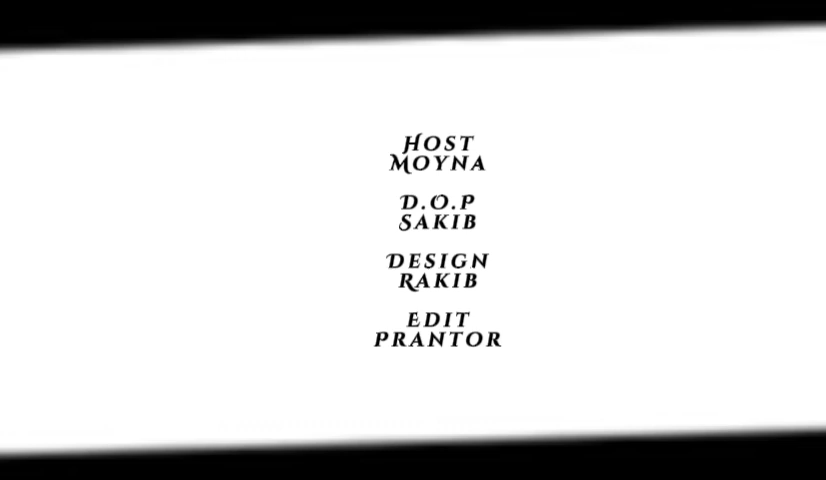 HOST
MOYNA
D.O.P
SAKIB
DESIGN
RAKIB
EDIT
PRANTOR